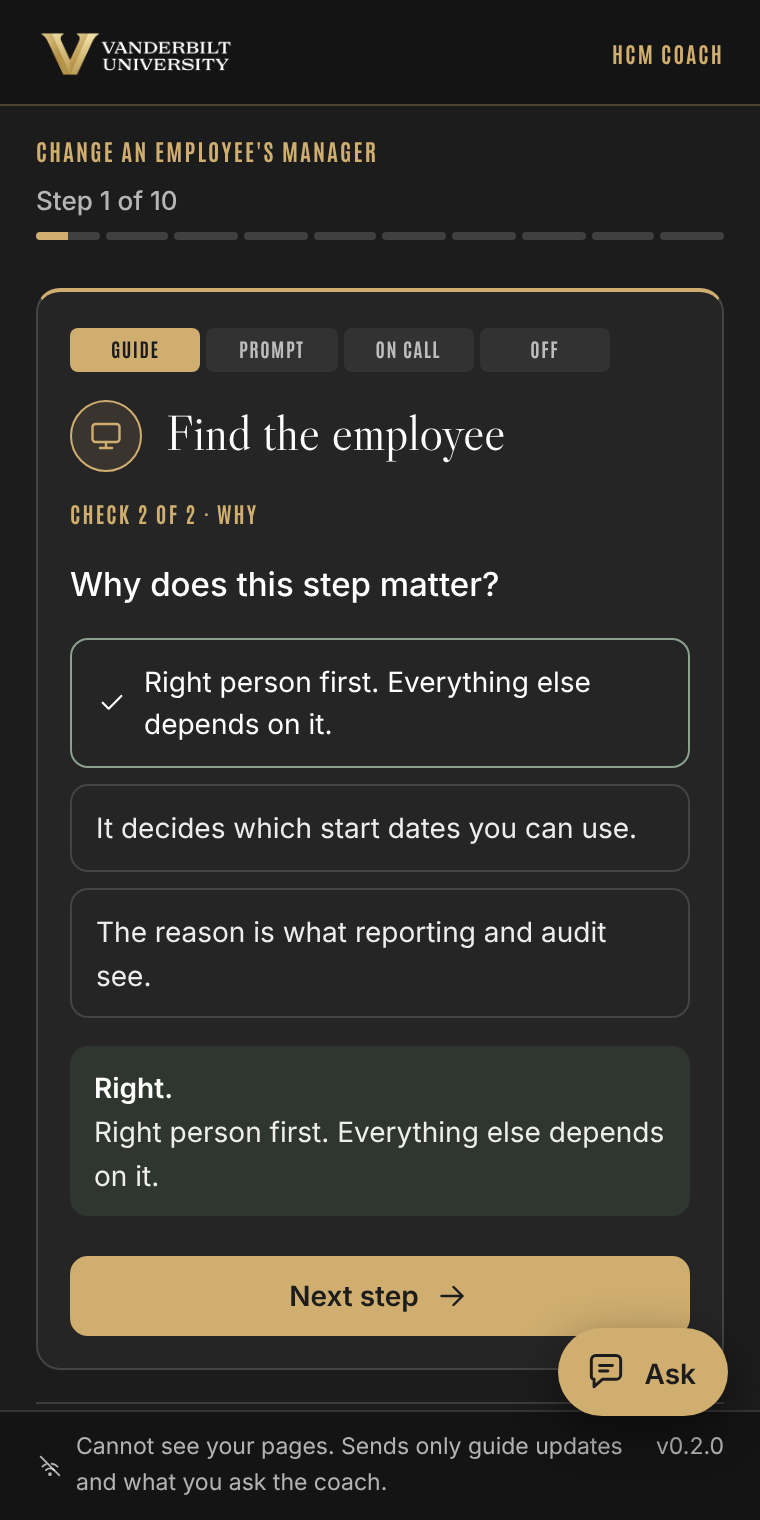 VANDERBILT
UNIVERSITY
HCM COACH
CHANGE AN EMPLOYEE'S MANAGER
Step 1 of 10
GUIDE
PROMPT
ON CALL
OFF
Find the employee
CHECK 2 OF 2 · WHY
Why does this step matter?
Right person first. Everything else
depends on it.
It decides which start dates you can use.
The reason is what reporting and audit
see.
Right.
Right person first. Everything else depends
on it.
Next step →
Ask
Cannot see your pages. Sends only guide updates
and what you ask the coach.
v0.2.0